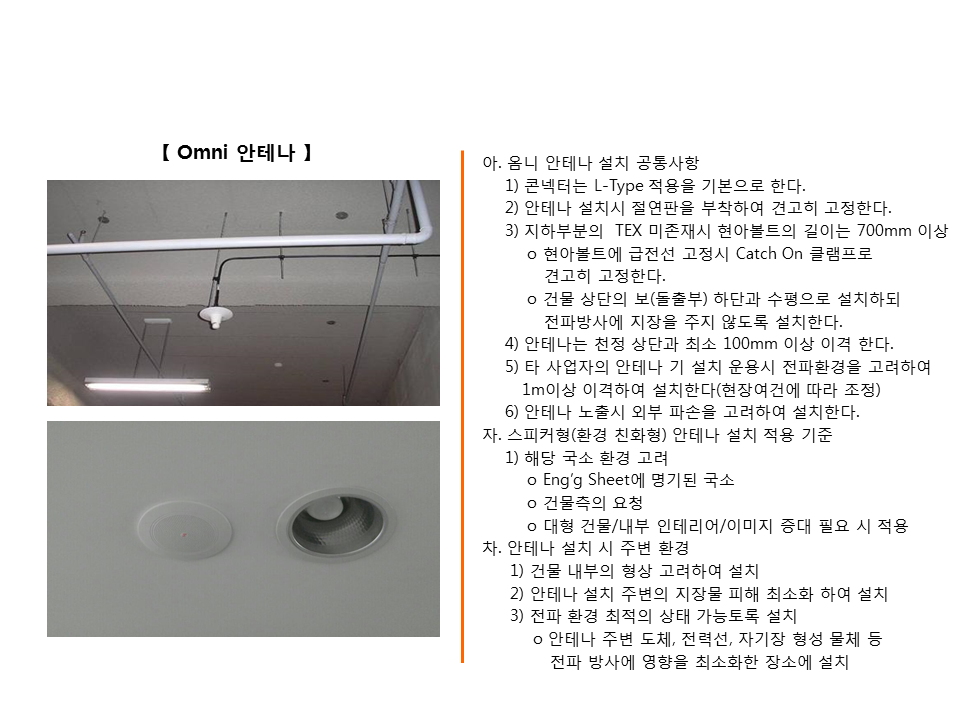 【 Omni 안테나 】
아. 옴니 안테나 설치 공통사항
1) 콘넥터는 L-Type 적용을 기본으로 한다.
2) 안테나 설치시 절연판을 부착하여 견고히 고정한다.
3) 지하부분의 TEX 미존재시 현아볼트의 길이는 700mm 이상
o 현아볼트에 급전선 고정시 Catch On 클램프로
견고히 고정한다.
o 건물 상단의 보(돌출부) 하단과 수평으로 설치하되
전파방사에 지장을 주지 않도록 설치한다.
4) 안테나는 천정 상단과 최소 100mm 이상 이격 한다.
5) 타 사업자의 안테나 기 설치 운용시 전파환경을 고려하여
1m이상 이격하여 설치한다(현장여건에 따라 조정)
6) 안테나 노출시 외부 파손을 고려하여 설치한다.
자. 스피커형(환경 친화형) 안테나 설치 적용 기준
1) 해당 국소 환경 고려
o Eng’g Sheet에 명기된 국소
o 건물측의 요청
o 대형 건물/내부 인테리어/이미지 증대 필요 시 적용
차. 안테나 설치 시 주변 환경
1) 건물 내부의 형상 고려하여 설치
2) 안테나 설치 주변의 지장물 피해 최소화 하여 설치
3) 전파 환경 최적의 상태 가능토록 설치
o 안테나 주변 도체, 전력선, 자기장 형성 물체 등
전파 방사에 영향을 최소화한 장소에 설치